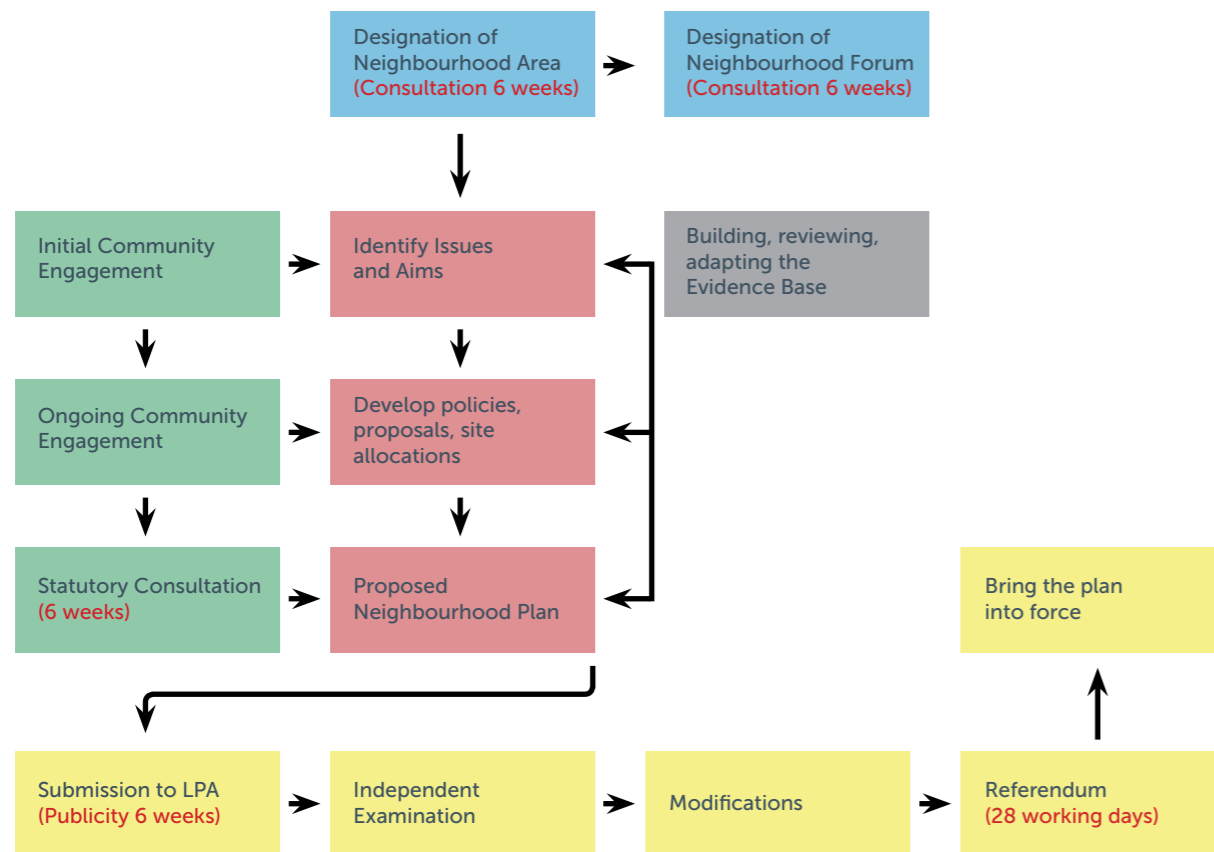 Designation of
Neighbourhood Area
(Consultation 6 weeks)
Designation of
Neighbourhood Forum
(Consultation 6 weeks)
Initial Community
Engagement
Identify Issues
and Aims
Building, reviewing,
adapting the
Evidence Base
Ongoing Community
Engagement
Develop policies,
proposals, site
allocations
Statutory Consultation
(6 weeks)
Proposed
Neighbourhood Plan
Bring the plan
into force
Submission to LPA
(Publicity 6 weeks)
Independent
Examination
Modifications
Referendum
(28 working days)